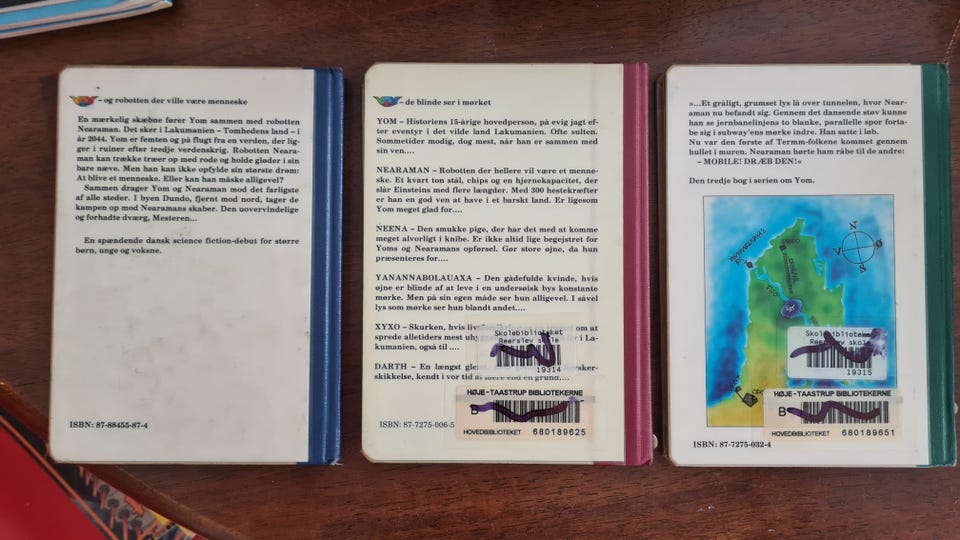 YOM – og robotten der ville være menneske
En mærkelig skæbne fører Yom sammen med robotten
Nearaman. Det sker i Lakumanien – Tomhedens land – i
år 2044. Yom er femten og på flugt fra en verden, der lig-
ger i ruiner efter tredje verdenskrig. Robotten Neara-
man kan trække træer op med rode og holde gløder i sin
bare næve. Men han kan ikke opfylde sin største drøm:
At blive et menneske. Eller kan har måske alligevel?
Sammen drager Yom og Nearaman mod det farligste
af alle steder. I byen Dundo, fjernt mod nord, tager de
kampen op mod Nearamans skaber. Den uovervindelige
og forhadte dværg, Mesteren...
En spændende dansk science fiction-debut for større
børn, unge og voksne.
ISBN: 87-88455-87-4
YOM – de blinde ser i mørket
YOM – Historiens 15-årige hovedperson, på evig jagt ef-
ter eventyr i det vilde land Lakumanien. Ofte sulten.
Sometider modig, dog mest, når han er sammen med
sin ven....
NEARAMAN – Robotten der hellere vil være et menne-
ske. Et kvart ton stål, chips og en hjernekapacitet, der
slår Einsteins med flere længder. Med 300 hestekræfter
har han en god ven at have i et barskt land. Er ligesom
Yom meget glad for....
NEENA – Den smukke pige, der har det med at komme
meget alvorligt i knibe. Er ikke altid lige begejstret for
Yoms og Nearamans opførsel. Gør store øjne, da hun
præsenteres for....
YANANNABOLAUAXA – Den gådefulde kvinde, hvis
øjne er blinde af at leve i en undersøisk bys konstante
mørke. Men på sin egen måde ser hun alligevel. I såvel
lys som mørke ser hun blandt andet....
XYXO – Skurken, hvis om at
sprede alletiders mest i La-
kumanien, også til ....
DARTH – En længst
skikkelse, kendt i vor tid af mere end en grund....
Skolebiblioteket
Reerslev skole
19314
HØJE-TAASTRUP BIBLIOTEKERNE
B
HOVEDBIBLIOTEKET 680189625
ISBN: 87-7275-006-5
»...Et gråligt, grumset lys lå over tunnelen, hvor Near-
araman nu befandt sig. Gennem det dansende støv kunne
han se jernbanelinjens to blanke, parallelle spor forta-
be sig i subway'ens mørke indre. Han satte i løb.
Nu var den første af Termm-folkene kommet gennem
hullet i muren. Nearaman hørte ham råbe til de andre:
– MOBILE! DRÆB DEN!«
Den tredje bog i serien om Yom.
N
V
Ø
S
Skolebiblioteket
Reerslev skole
19315
HØJE-TAASTRUP BIBLIOTEKERNE
B
HOVEDBIBLIOTEKET 680189651
ISBN: 87-7275-032-4